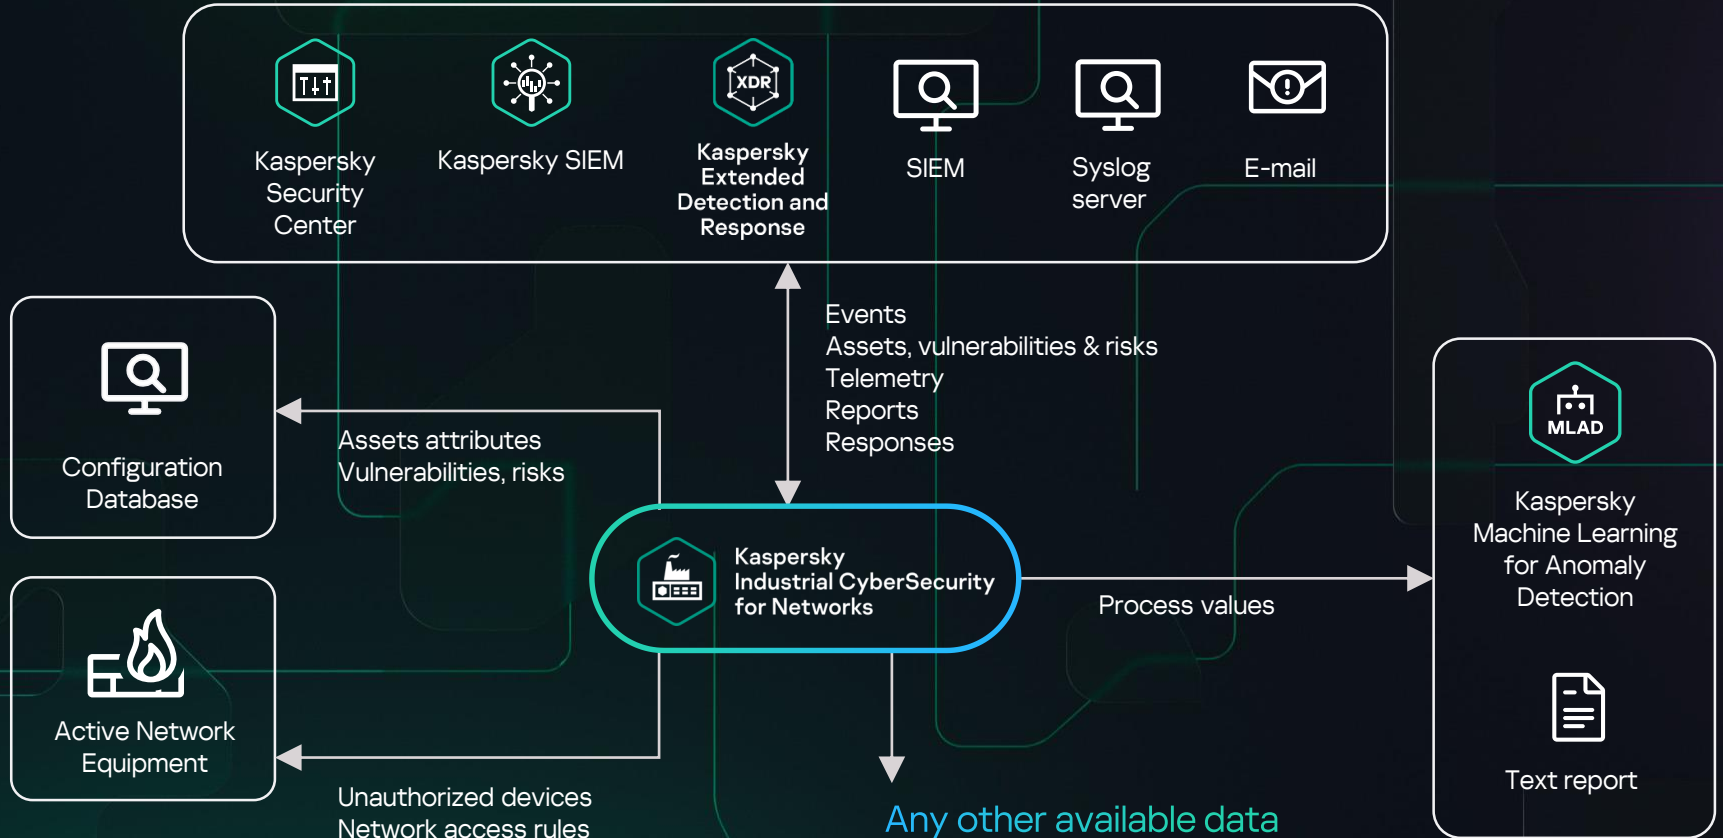 XDR
Kaspersky
Security
Center
Kaspersky SIEM
Kaspersky
Extended
Detection and
Response
SIEM
Syslog
server
E-mail
Events
Assets, vulnerabilities & risks
Telemetry
Reports
Responses
Configuration
Database
Assets attributes
Vulnerabilities, risks
MLAD
Kaspersky
Machine Learning
for Anomaly
Detection
Kaspersky
Industrial CyberSecurity
for Networks
Process values
Active Network
Equipment
Text report
Unauthorized devices
Network access rules
Any other available data